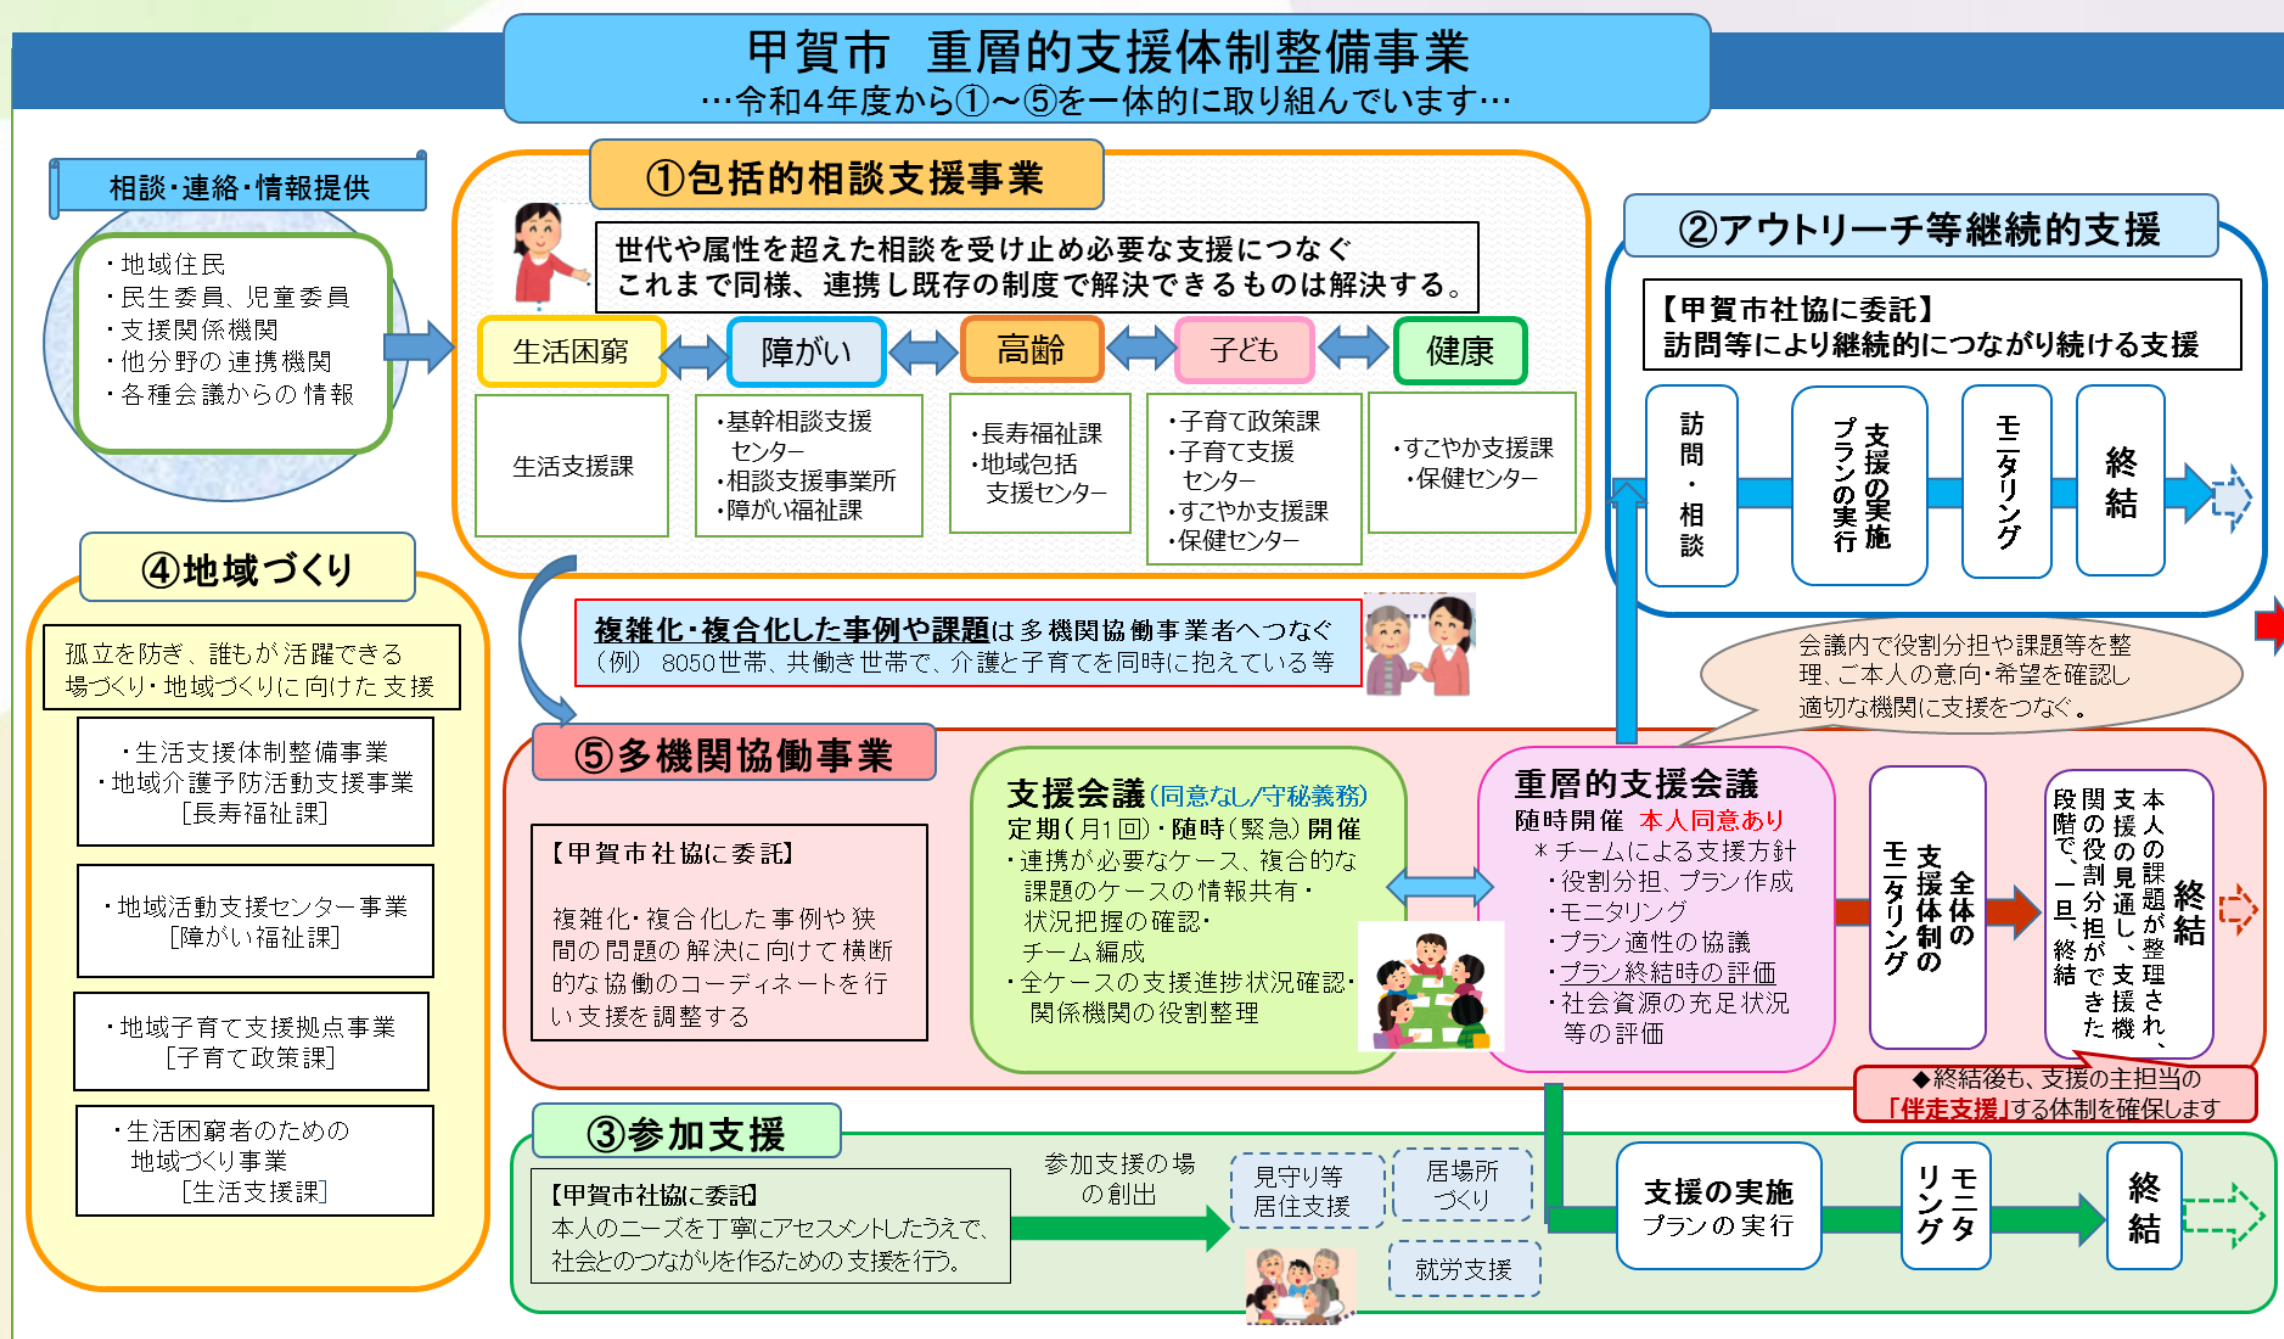 甲賀市 重層的支援体制整備事業
…令和4年度から①～⑤を一体的に取り組んでいます…
相談・連絡・情報提供
・地域住民
・民生委員、児童委員
・支援関係機関
・他分野の連携機関
・各種会議からの情報
①包括的相談支援事業
世代や属性を超えた相談を受け止め必要な支援につなぐ
これまで同様、連携し既存の制度で解決できるものは解決する。
生活困窮
障がい
高齢
子ども
健康
生活支援課
・基幹相談支援
センター
・相談支援事業所
・障がい福祉課
・長寿福祉課
・地域包括
支援センター
・子育て政策課
・子育て支援
センター
・すこやか支援課
・保健センター
・すこやか支援課
・保健センター
②アウトリーチ等継続的支援
【甲賀市社協に委託】
訪問等により継続的につながり続ける支援
訪問・相談
支援の実施
プランの実行
モニタリング
終結
④地域づくり
孤立を防ぎ、誰もが活躍できる
場づくり・地域づくりに向けた支援
・生活支援体制整備事業
・地域介護予防活動支援事業
[長寿福祉課]
・地域活動支援センター事業
[障がい福祉課]
・地域子育て支援拠点事業
[子育て政策課]
・生活困窮者のための
地域づくり事業
[生活支援課]
複雑化・複合化した事例や課題は多機関協働事業者へつなぐ
（例） 8050世帯、共働き世帯で、介護と子育てを同時に抱えている等
会議内で役割分担や課題等を整
理、ご本人の意向・希望を確認し
適切な機関に支援をつなぐ。
⑤多機関協働事業
【甲賀市社協に委託】
複雑化・複合化した事例や狭
間の問題の解決に向けて横断
的な協働のコーディネートを行
い支援を調整する
支援会議(同意なし/守秘義務)
定期(月1回)・随時(緊急)開催
・連携が必要なケース、複合的な
課題のケースの情報共有・
状況把握の確認・
チーム編成
・全ケースの支援進捗状況確認・
関係機関の役割整理
重層的支援会議
随時開催 本人同意あり
＊チームによる支援方針
・役割分担、プラン作成
・モニタリング
・プラン適性の協議
・プラン終結時の評価
・社会資源の充足状況
等の評価
全体の
支援体制の
モニタリング
終結
本人の課題が整理され、
支援の見通し、支援機
関の役割分担ができた
段階で、一旦、終結
◆終結後も、支援の主担当の
「伴走支援」する体制を確保します
③参加支援
【甲賀市社協に委託】
本人のニーズを丁寧にアセスメントしたうえで、
社会とのつながりを作るための支援を行う。
参加支援の場
の創出
見守り等
居住支援
居場所
づくり
就労支援
支援の実施
プランの実行
モニタ
リング
終結